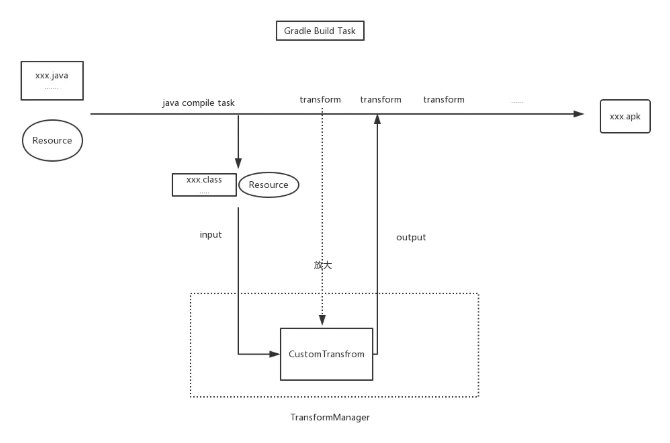 Gradle Build Task
xxx.java
.......
Resource
java compile task
transform
transform
transform
......
xxx.apk
xxx.class
.....
Resource
input
output
放大
CustomTransfrom
TransformManager